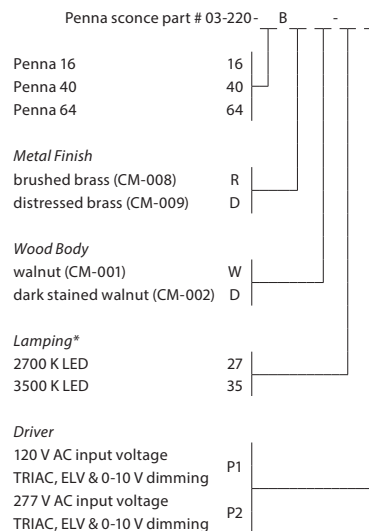 Penna sconce part # 03-220- B -
Penna 16 16
Penna 40 40
Penna 64 64
Metal Finish
brushed brass (CM-008) R
distressed brass (CM-009) D
Wood Body
walnut (CM-001) W
dark stained walnut (CM-002) D
Lamping*
2700 K LED 27
3500 K LED 35
Driver
120 V AC input voltage
TRIAC, ELV & 0-10 V dimming P1
277 V AC input voltage
TRIAC, ELV & 0-10 V dimming P2